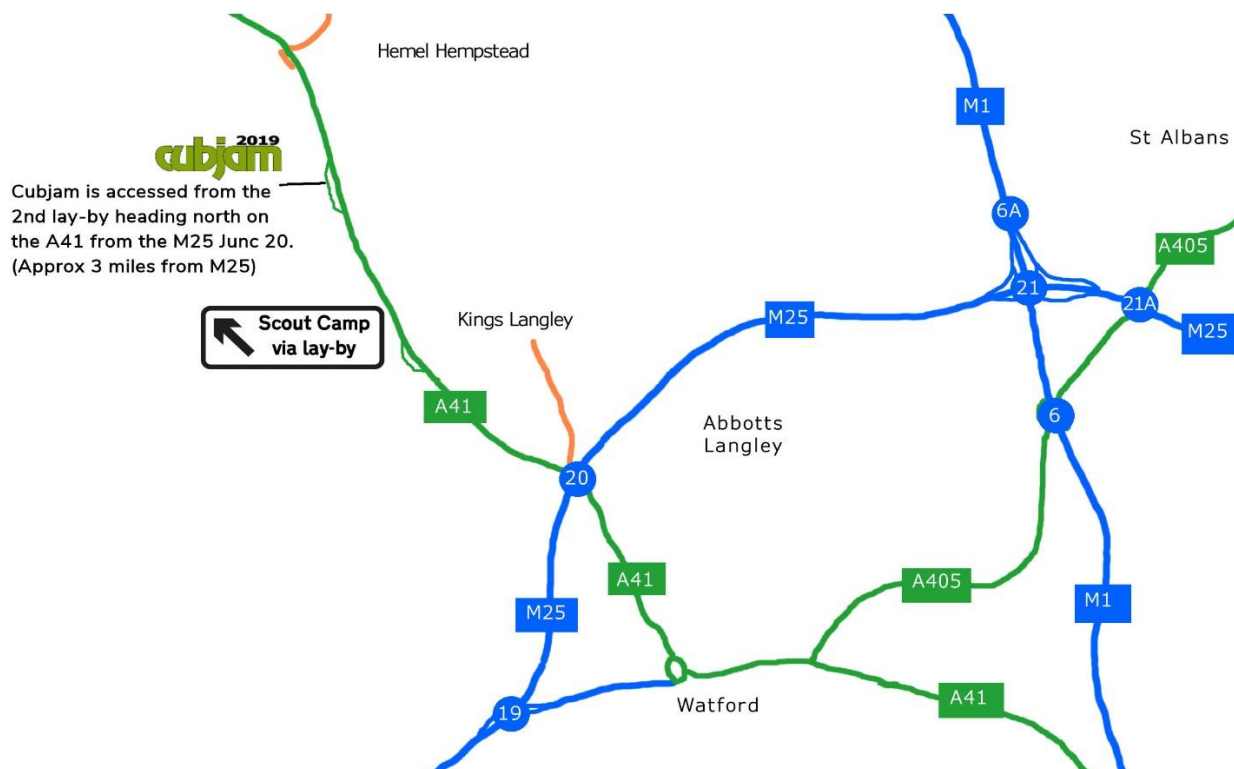 Hemel Hempstead
M1
St Albans
2019
cubjam
Cubjam is accessed from the
2nd lay-by heading north on
the A41 from the M25 Junc 20.
(Approx 3 miles from M25)
6A
A405
21
21A
M25
M25
Scout Camp
via lay-by
Kings Langley
A41
6
Abbotts
Langley
20
A41
A405
M25
M1
19
Watford
A41